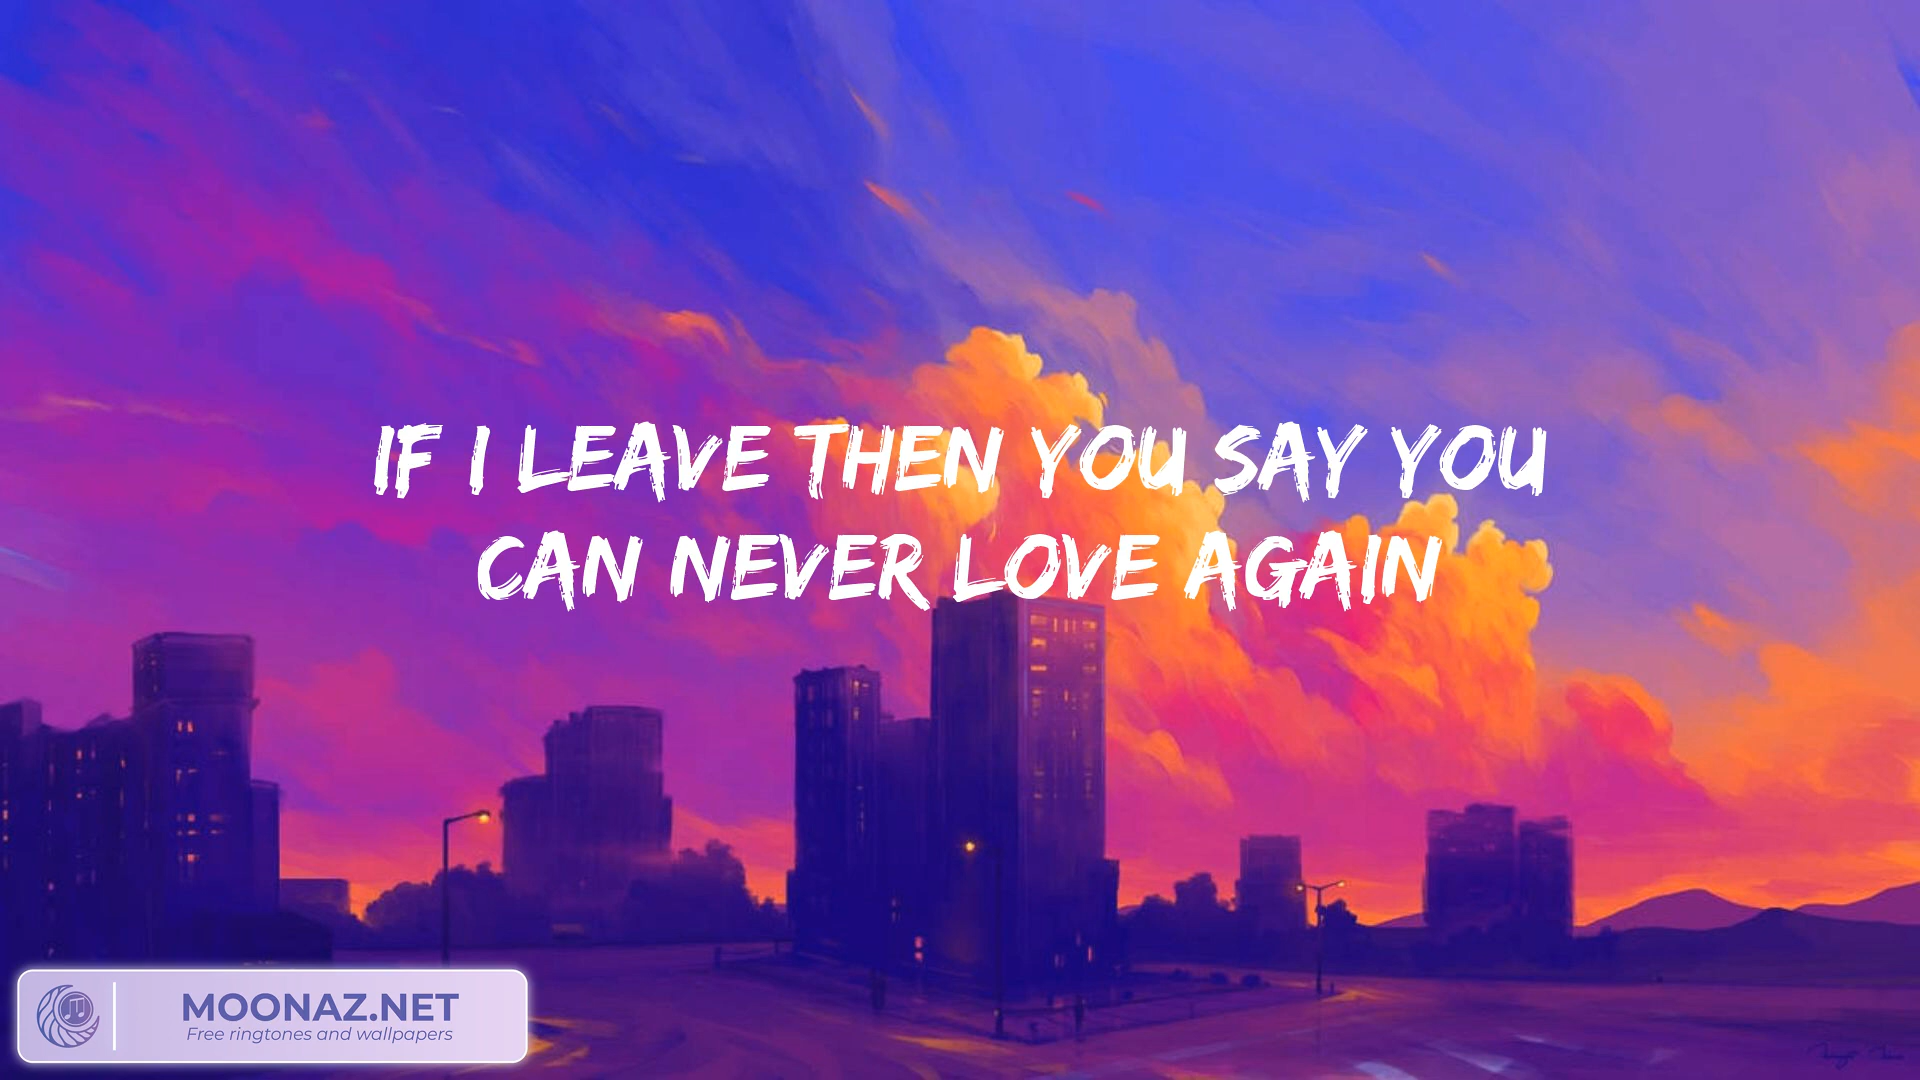 IF I LEAVE THEN YOU SAY YOU
CAN NEVER LOVE AGAIN
MOONAZ.NET
Free ringtones and wallpapers